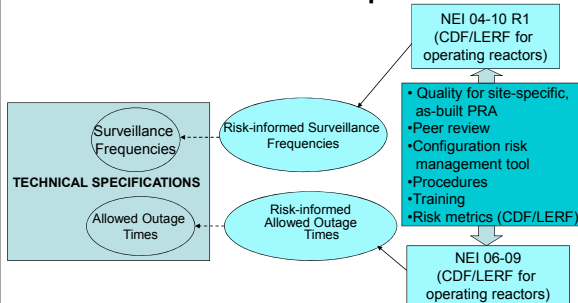 NEI 04-10 R1
(CDF/LERF for
operating reactors)
• Quality for site-specific,
as-built PRA
•Peer review
•Configuration risk
management tool
•Procedures
•Training
•Risk metrics (CDF/LERF)
Surveillance
Frequencies
Risk-informed Surveillance
Frequencies
TECHNICAL SPECIFICATIONS
Allowed Outage
Times
Risk-informed
Allowed Outage
Times
NEI 06-09
(CDF/LERF for
operating reactors)